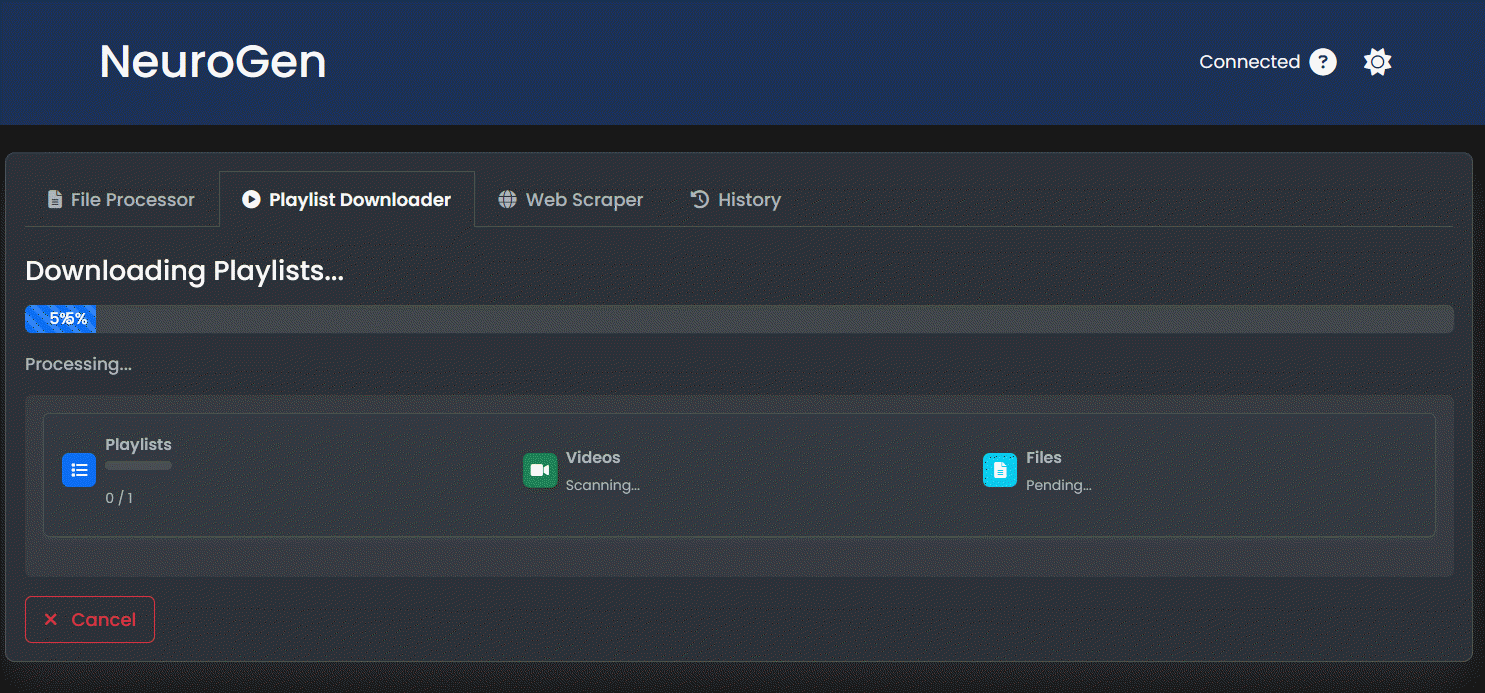 NeuroGen
Connected ?
File Processor Playlist Downloader Web Scraper History
Downloading Playlists...
5%5%
Processing...
Playlists
0 / 1
Videos
Scanning...
Files
Pending...
Cancel